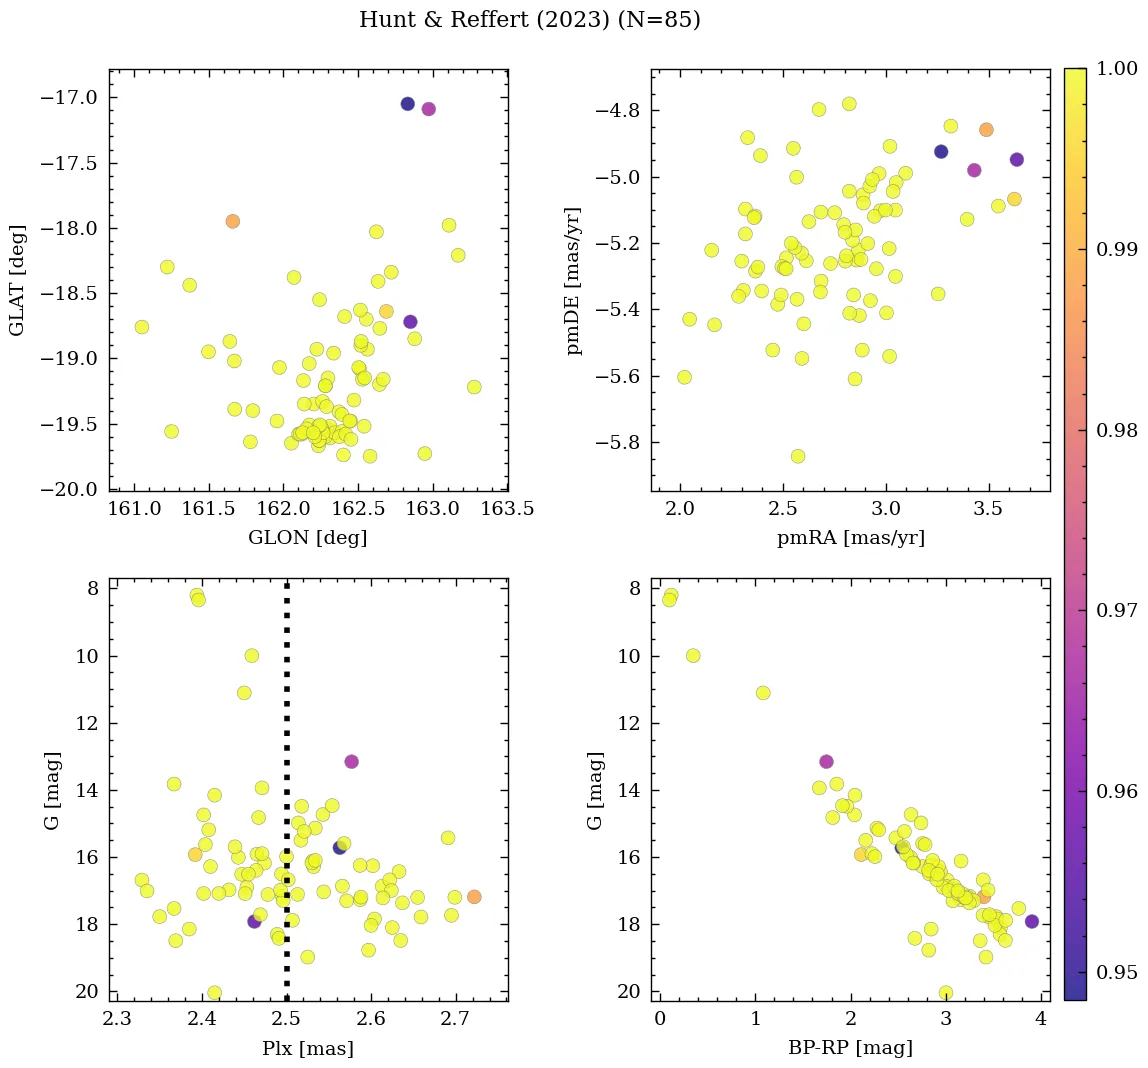 Hunt & Reffert (2023) (N=85)
−17.0
−17.5
−18.0
−18.5
−19.0
−19.5
−20.0
GLAT [deg]
161.0 161.5 162.0 162.5 163.0 163.5
GLON [deg]
−4.8
−5.0
−5.2
−5.4
−5.6
−5.8
pmDE [mas/yr]
2.0 2.5 3.0 3.5
pmRA [mas/yr]
8
10
12
14
16
18
20
G [mag]
2.3 2.4 2.5 2.6 2.7
Plx [mas]
8
10
12
14
16
18
20
G [mag]
0 1 2 3 4
BP-RP [mag]
1.00
0.99
0.98
0.97
0.96
0.95